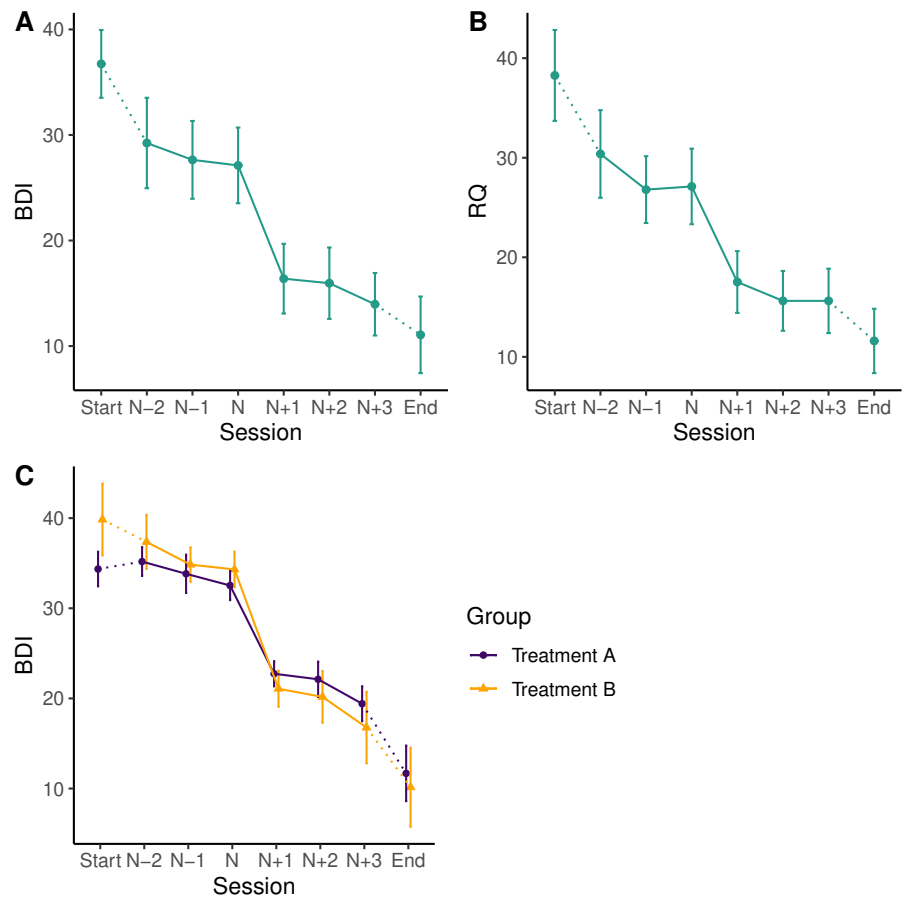 A
BDI
40
30
20
10
Start N−2 N−1 N N+1 N+2 N+3 End
Session
B
RQ
40
30
20
10
Start N−2 N−1 N N+1 N+2 N+3 End
Session
C
BDI
40
30
20
10
Start N−2 N−1 N N+1 N+2 N+3 End
Session
Group
Treatment A
Treatment B